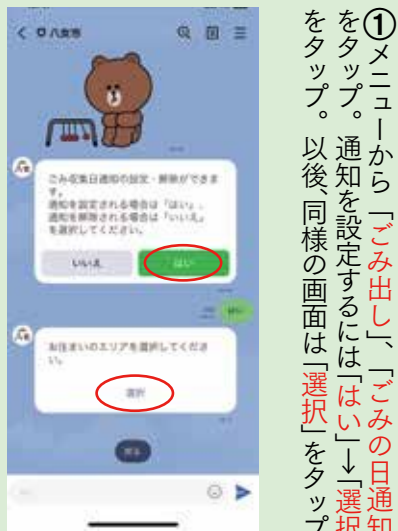 ①メニューから「ごみ出し」、「ごみの日通知
をタップ。通知を設定するには「はい」→「選択
をタップ。以後、同様の画面は「選択」をタップ
八女市
ごみ収集日通知の設定・解除ができま
す。
通知を設定される場合は「はい」、
通知を解除される場合は「いいえ」
を選択してください。
いいえ
はい
はい
お住まいのエリアを選択してくださ
い。
選択
戻る